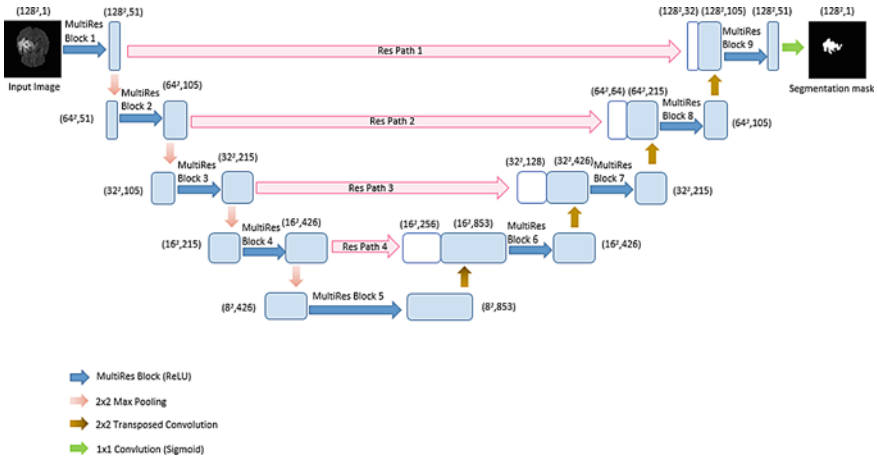 (128²,1) (128²,51) (128²,32) (128²,105) (128²,51) (128²,1)
MultiRes
Block 1
Res Path 1
MultiRes
Block 9
Input Image
Segmentation mask
(64²,51)
MultiRes
Block 2
(64²,105)
Res Path 2
(64²,64) (64²,215)
MultiRes
Block 8
(64²,105)
(32²,105)
MultiRes
Block 3
(32²,215)
Res Path 3
(32²,128) (32²,426)
MultiRes
Block 7
(32²,215)
(16²,215)
MultiRes
Block 4
(16²,426)
Res Path 4
(16²,256) (16²,853)
MultiRes
Block 6
(16²,426)
(8²,426)
MultiRes Block 5
(8²,853)
MultiRes Block (ReLU)
2x2 Max Pooling
2x2 Transposed Convolution
1x1 Convlution (Sigmoid)